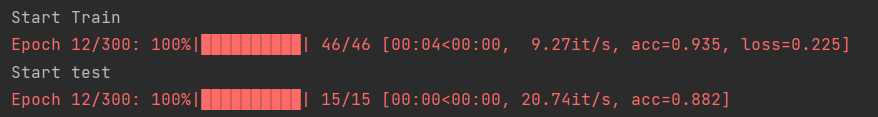 Start Train
Epoch 12/300: 100%|██████████| 46/46 [00:04<00:00,  9.27it/s, acc=0.935, loss=0.225]
Start test
Epoch 12/300: 100%|██████████| 15/15 [00:00<00:00, 20.74it/s, acc=0.882]